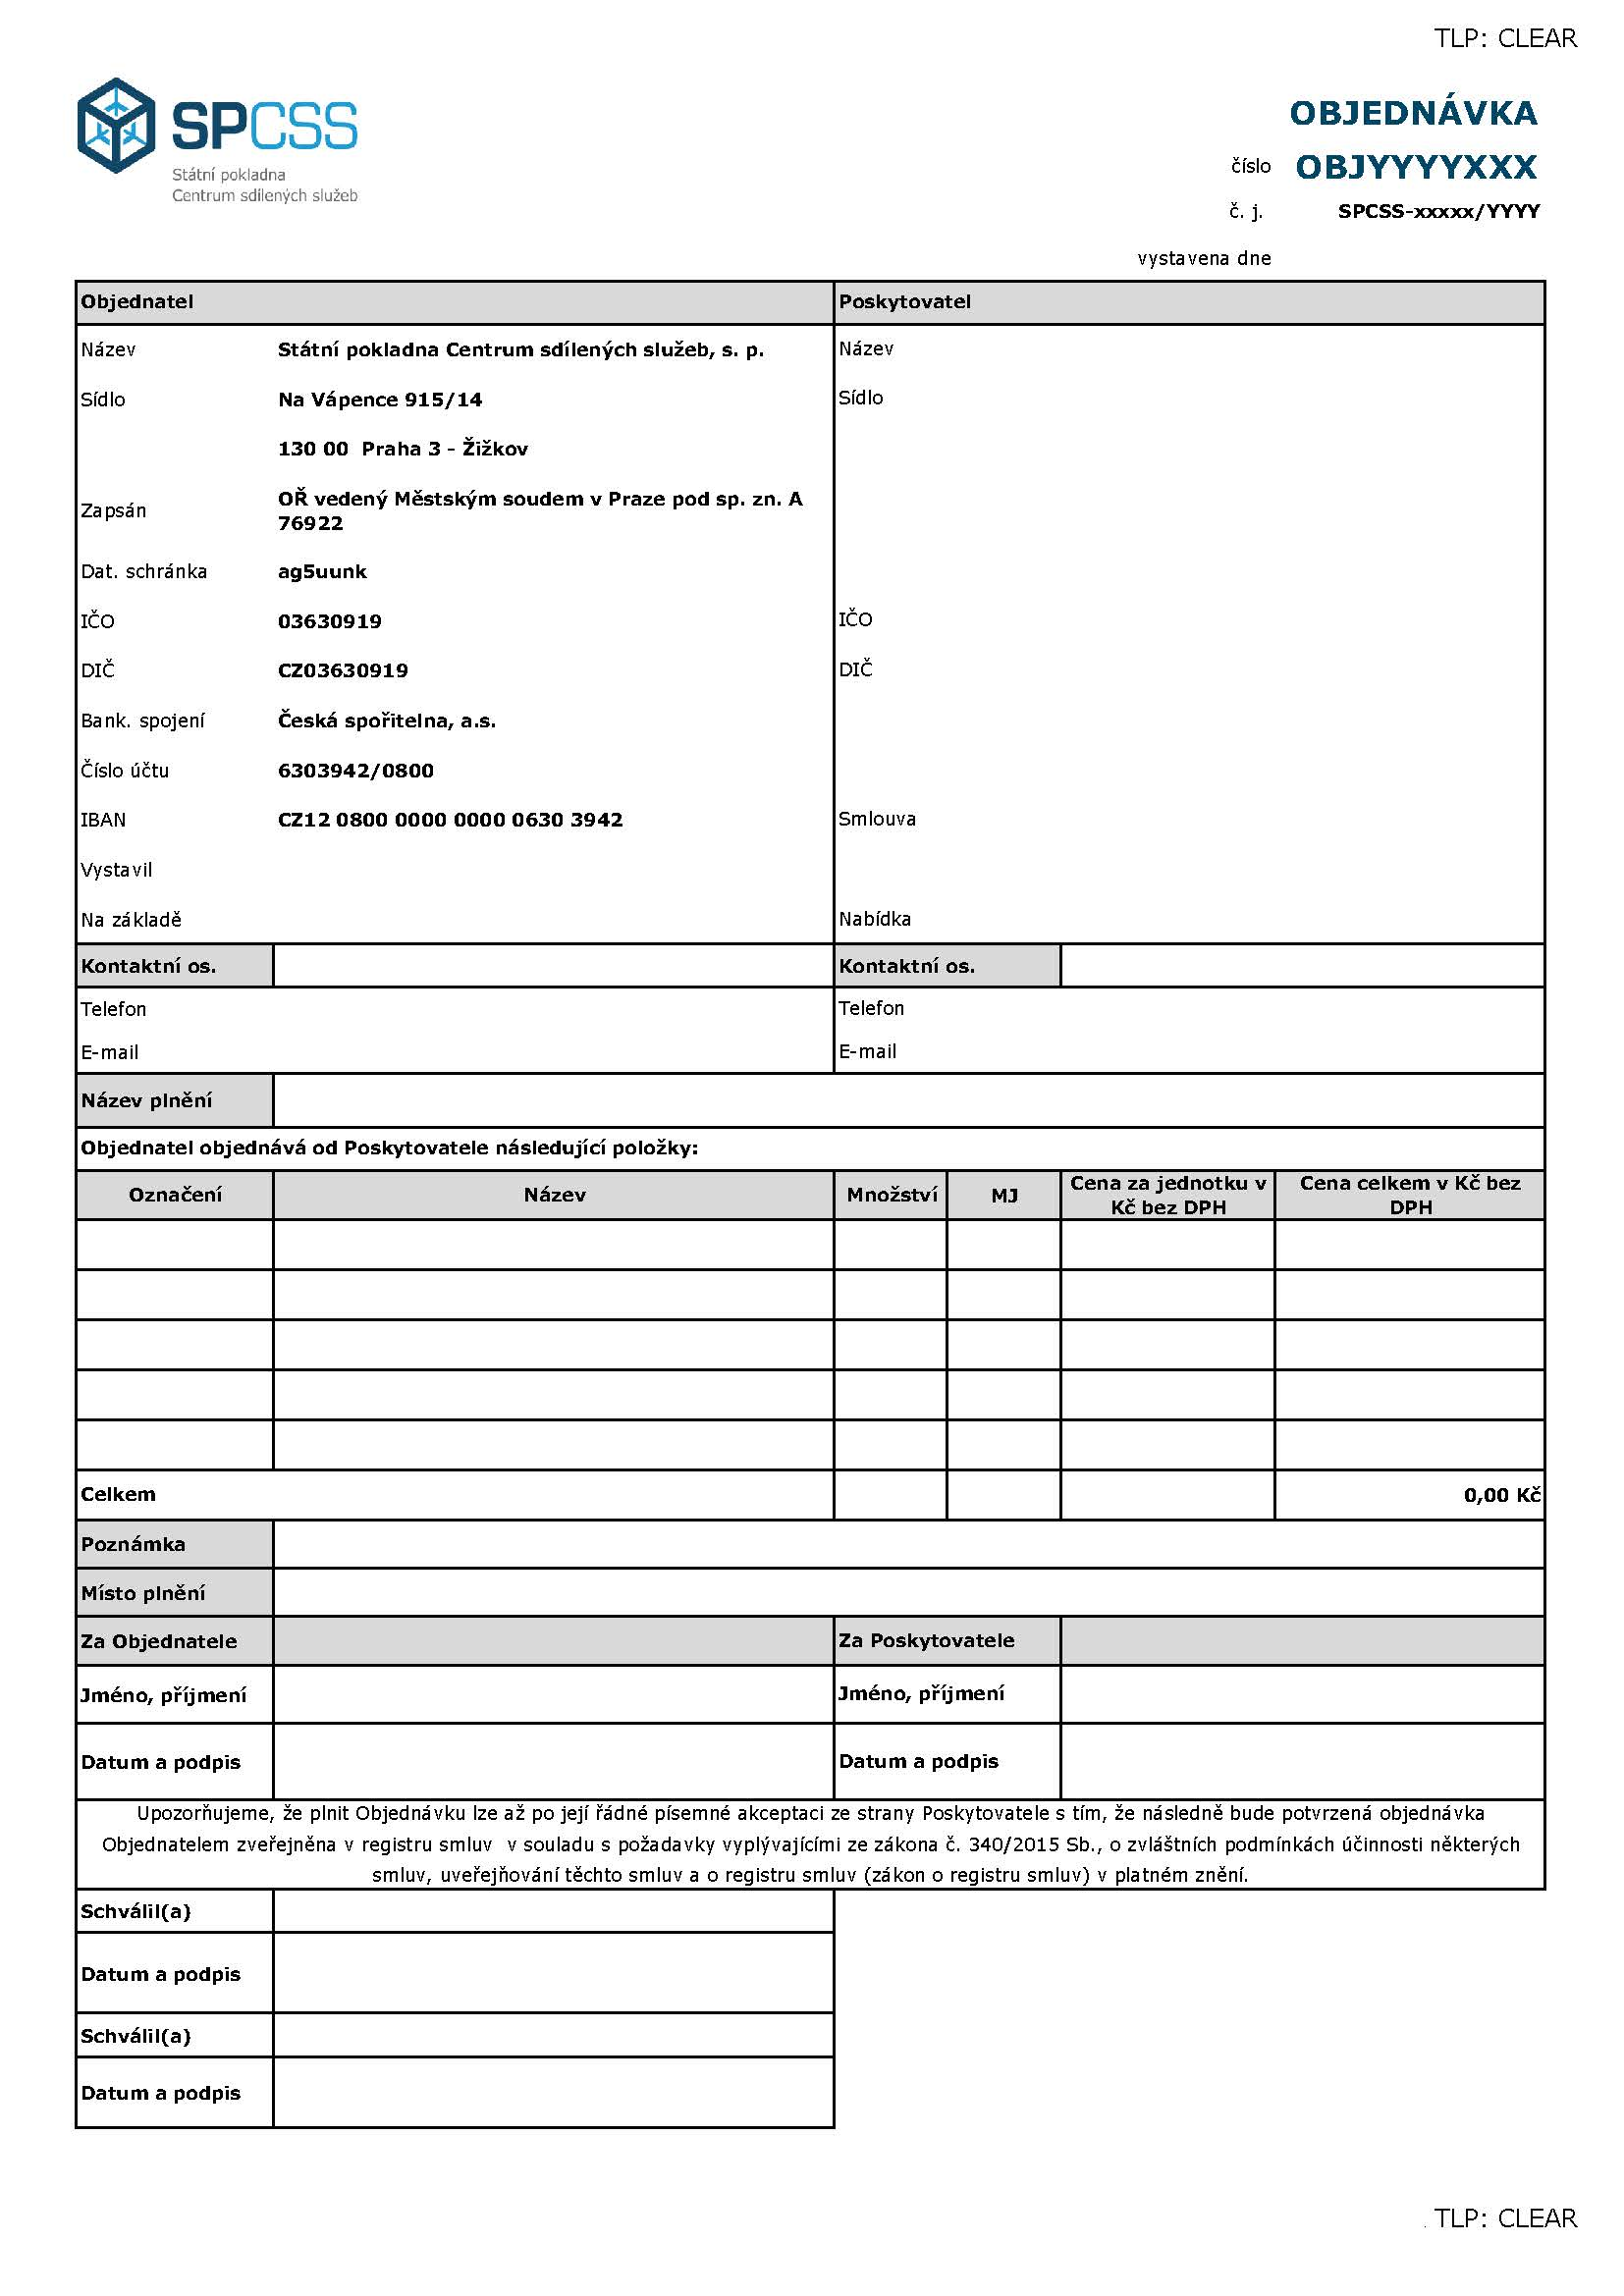 TLP: CLEAR
SPCSS
Státní pokladna
Centrum sdílených služeb
OBJEDNÁVKA
číslo OBJYYYYXXX
č. j. SPCSS-xxxxx/YYYY
vystavena dne
Objednatel Poskytovatel
Název Státní pokladna Centrum sdílených služeb, s. p. Název
Sídlo Na Vápence 915/14 Sídlo
130 00 Praha 3 - Žižkov
Zapsán OŘ vedený Městským soudem v Praze pod sp. zn. A
76922
Dat. schránka ag5uunk
IČO 03630919 IČO
DIČ CZ03630919 DIČ
Bank. spojení Česká spořitelna, a.s.
Číslo účtu 6303942/0800
IBAN CZ12 0800 0000 0000 0630 3942 Smlouva
Vystavil
Na základě Nabídka
Kontaktní os. Kontaktní os.
Telefon Telefon
E-mail E-mail
Název plnění
Objednatel objednává od Poskytovatele následující položky:
Označení Název Množství MJ Cena za jednotku v Kč bez DPH Cena celkem v Kč bez DPH
Celkem 0,00 Kč
Poznámka
Místo plnění
Za Objednatele Za Poskytovatele
Jméno, příjmení Jméno, příjmení
Datum a podpis Datum a podpis
Upozorňujeme, že plnit Objednávku lze až po její řádné písemné akceptaci ze strany Poskytovatele s tím, že následně bude potvrzená objednávka
Objednatelem zveřejněna v registru smluv v souladu s požadavky vyplývajícími ze zákona č. 340/2015 Sb., o zvláštních podmínkách účinnosti některých
smluv, uveřejňování těchto smluv a o registru smluv (zákon o registru smluv) v platném znění.
Schválil(a)
Datum a podpis
Schválil(a)
Datum a podpis
TLP: CLEAR